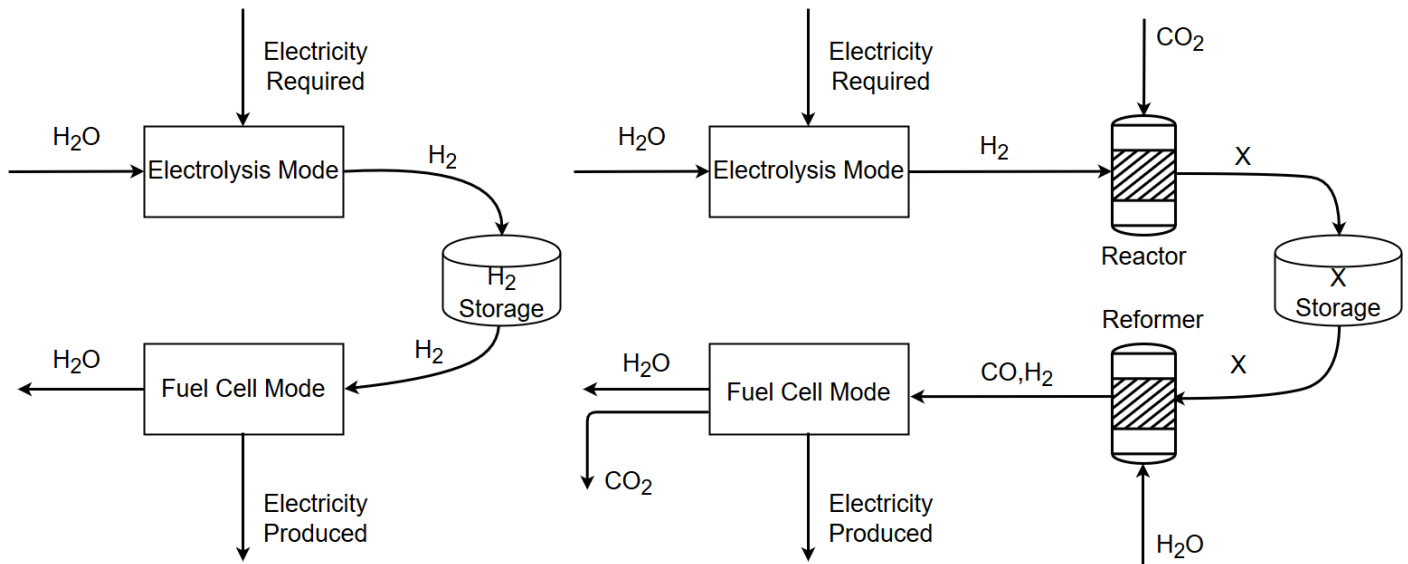 Electricity
Required
H₂O
Electrolysis Mode
H₂
H₂
Storage
H₂
H₂O
Fuel Cell Mode
Electricity
Produced
Electricity
Required
CO₂
H₂O
Electrolysis Mode
H₂
X
Reactor
X
Storage
Reformer
X
CO,H₂
H₂O
Fuel Cell Mode
CO₂
Electricity
Produced
H₂O